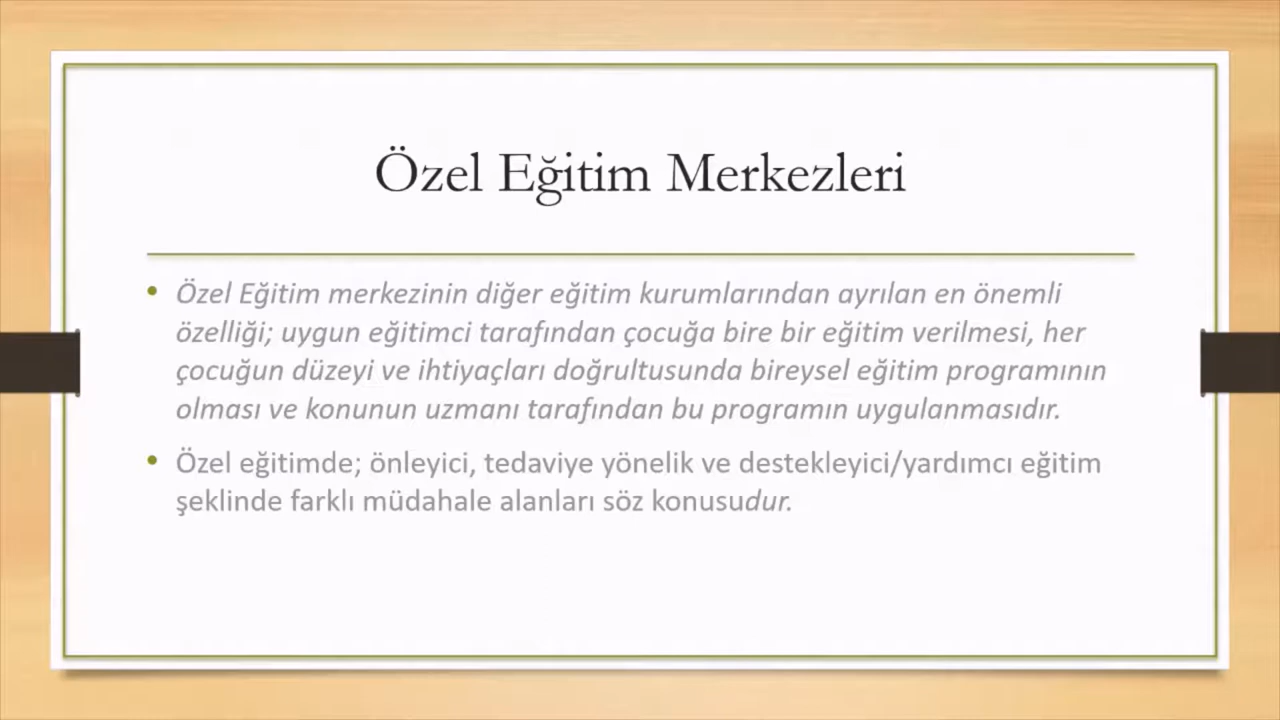 Özel Eğitim Merkezleri
• Özel Eğitim merkezinin diğer eğitim kurumlarından ayrılan en önemli
özelliği; uygun eğitimci tarafından çocuğa bire bir eğitim verilmesi, her
çocuğun düzeyi ve ihtiyaçları doğrultusunda bireysel eğitim programının
olması ve konunun uzmanı tarafından bu programın uygulanmasıdır.
• Özel eğitimde; önleyici, tedaviye yönelik ve destekleyici/yardımcı eğitim
şeklinde farklı müdahale alanları söz konusudur.